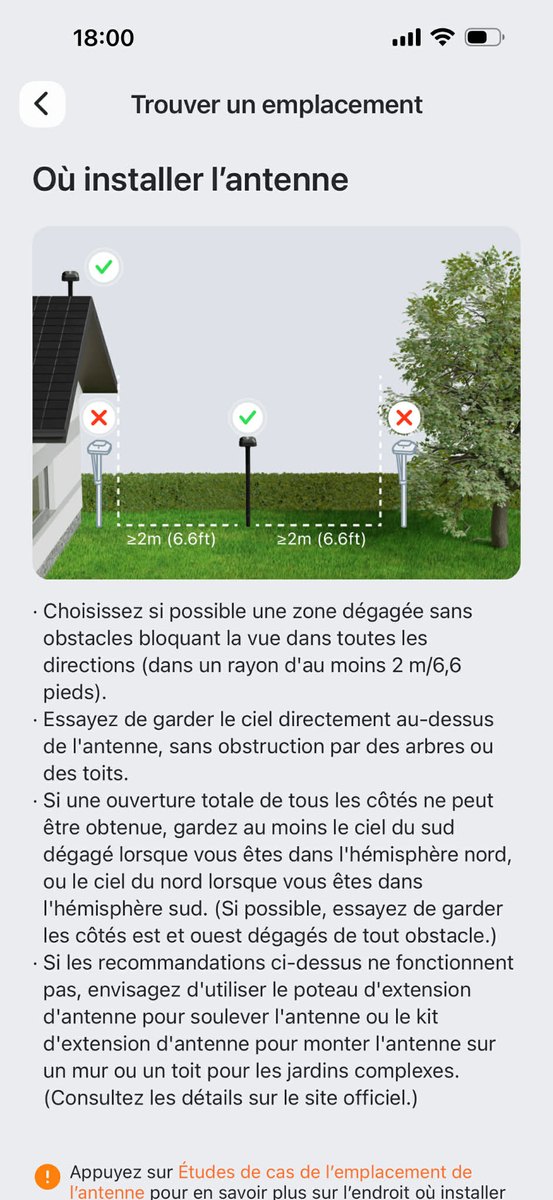 18:00
Trouver un emplacement
Où installer l’antenne
≥2m (6.6ft)
≥2m (6.6ft)
· Choisissez si possible une zone dégagée sans
obstacles bloquant la vue dans toutes les
directions (dans un rayon d'au moins 2 m/6,6
pieds).
· Essayez de garder le ciel directement au-dessus
de l'antenne, sans obstruction par des arbres ou
des toits.
· Si une ouverture totale de tous les côtés ne peut
être obtenue, gardez au moins le ciel du sud
dégagé lorsque vous êtes dans l'hémisphère nord,
ou le ciel du nord lorsque vous êtes dans
l'hémisphère sud. (Si possible, essayez de garder
les côtés est et ouest dégagés de tout obstacle.)
· Si les recommandations ci-dessus ne fonctionnent
pas, envisagez d'utiliser le poteau d'extension
d'antenne pour soulever l'antenne ou le kit
d'extension d'antenne pour monter l'antenne sur
un mur ou un toit pour les jardins complexes.
(Consultez les détails sur le site officiel.)
Appuyez sur Études de cas de l’emplacement de
l’antenne pour en savoir plus sur l’endroit où installer